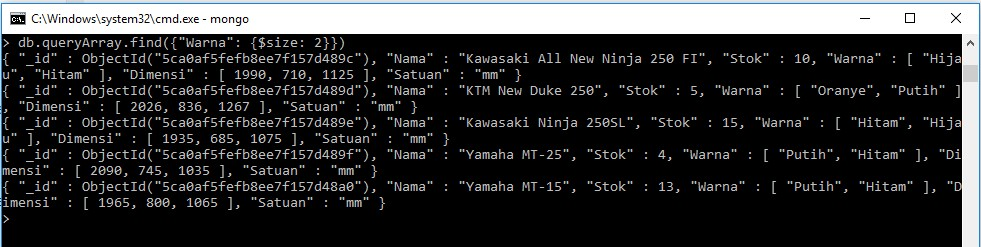 C:\Windows\system32\cmd.exe - mongo
> db.queryArray.find({"Warna": {$size: 2}})
{ "_id" : ObjectId("5ca0af5fefb8ee7f157d489c"), "Nama" : "Kawasaki All New Ninja 250 FI", "Stok" : 10, "Warna" : [ "Hija
u", "Hitam" ], "Dimensi" : [ 1990, 710, 1125 ], "Satuan" : "mm" }
{ "_id" : ObjectId("5ca0af5fefb8ee7f157d489d"), "Nama" : "KTM New Duke 250", "Stok" : 5, "Warna" : [ "Oranye", "Putih" ]
, "Dimensi" : [ 2026, 836, 1267 ], "Satuan" : "mm" }
{ "_id" : ObjectId("5ca0af5fefb8ee7f157d489e"), "Nama" : "Kawasaki Ninja 250SL", "Stok" : 15, "Warna" : [ "Hitam", "Hija
u" ], "Dimensi" : [ 1935, 685, 1075 ], "Satuan" : "mm" }
{ "_id" : ObjectId("5ca0af5fefb8ee7f157d489f"), "Nama" : "Yamaha MT-25", "Stok" : 4, "Warna" : [ "Putih", "Hitam" ], "Di
mensi" : [ 2090, 745, 1035 ], "Satuan" : "mm" }
{ "_id" : ObjectId("5ca0af5fefb8ee7f157d48a0"), "Nama" : "Yamaha MT-15", "Stok" : 13, "Warna" : [ "Putih", "Hitam" ], "D
imensi" : [ 1965, 800, 1065 ], "Satuan" : "mm" }
>